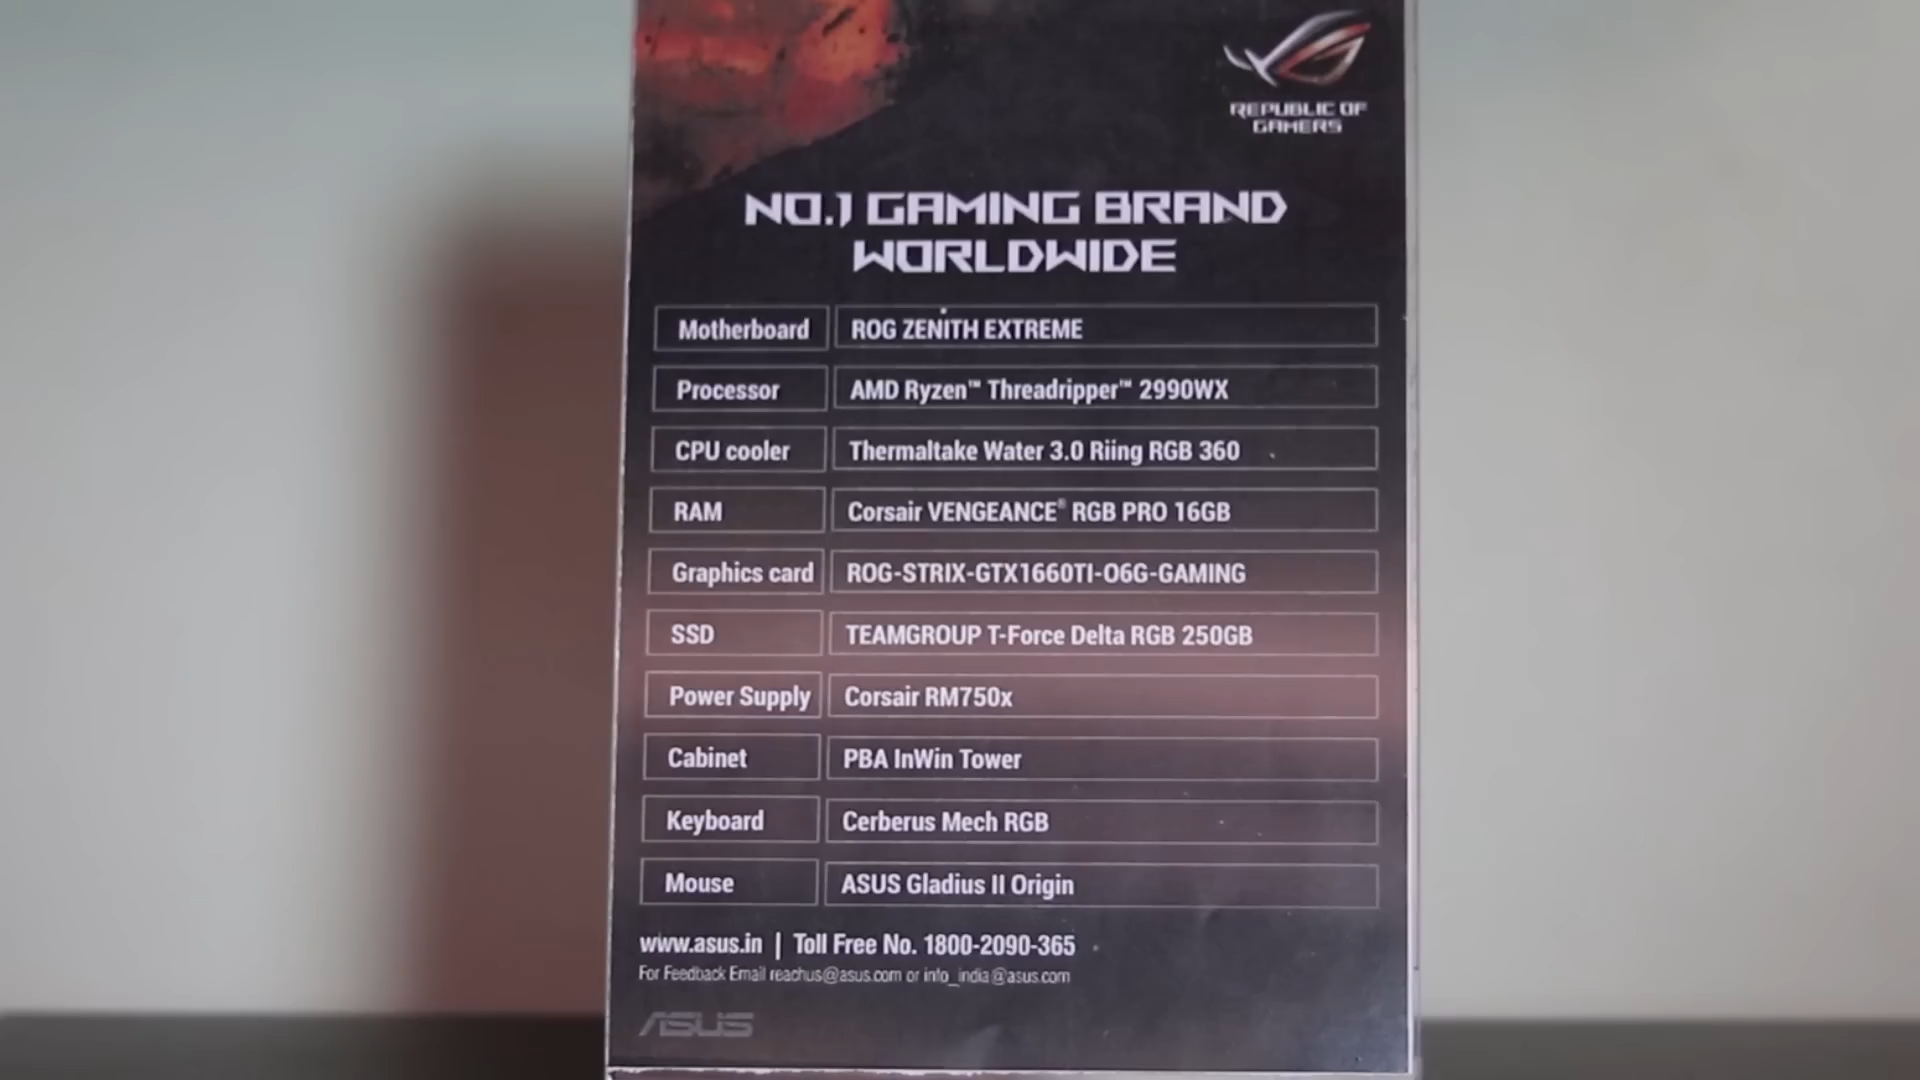 REPUBLIC OF
GAMERS
NO.1 GAMING BRAND
WORLDWIDE
Motherboard ROG ZENITH EXTREME
Processor AMD Ryzen™ Threadripper™ 2990WX
CPU cooler Thermaltake Water 3.0 Riing RGB 360
RAM Corsair VENGEANCE® RGB PRO 16GB
Graphics card ROG-STRIX-GTX1660TI-O6G-GAMING
SSD TEAMGROUP T-Force Delta RGB 250GB
Power Supply Corsair RM750x
Cabinet PBA InWin Tower
Keyboard Cerberus Mech RGB
Mouse ASUS Gladius II Origin
www.asus.in | Toll Free No. 1800-2090-365
For Feedback Email reachus@asus.com or info_india@asus.com
ASUS